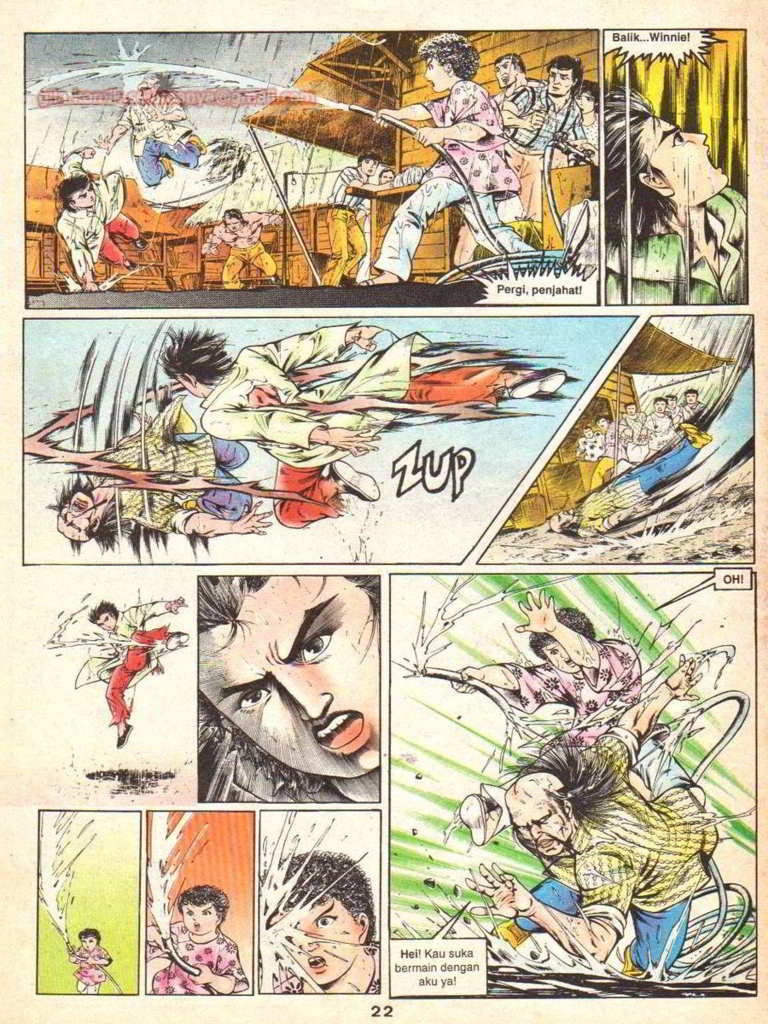 Balik...Winnie!
Pergi, penjahat!
ZUP
OH!
Hei! Kau suka
bermain dengan
aku ya!
22